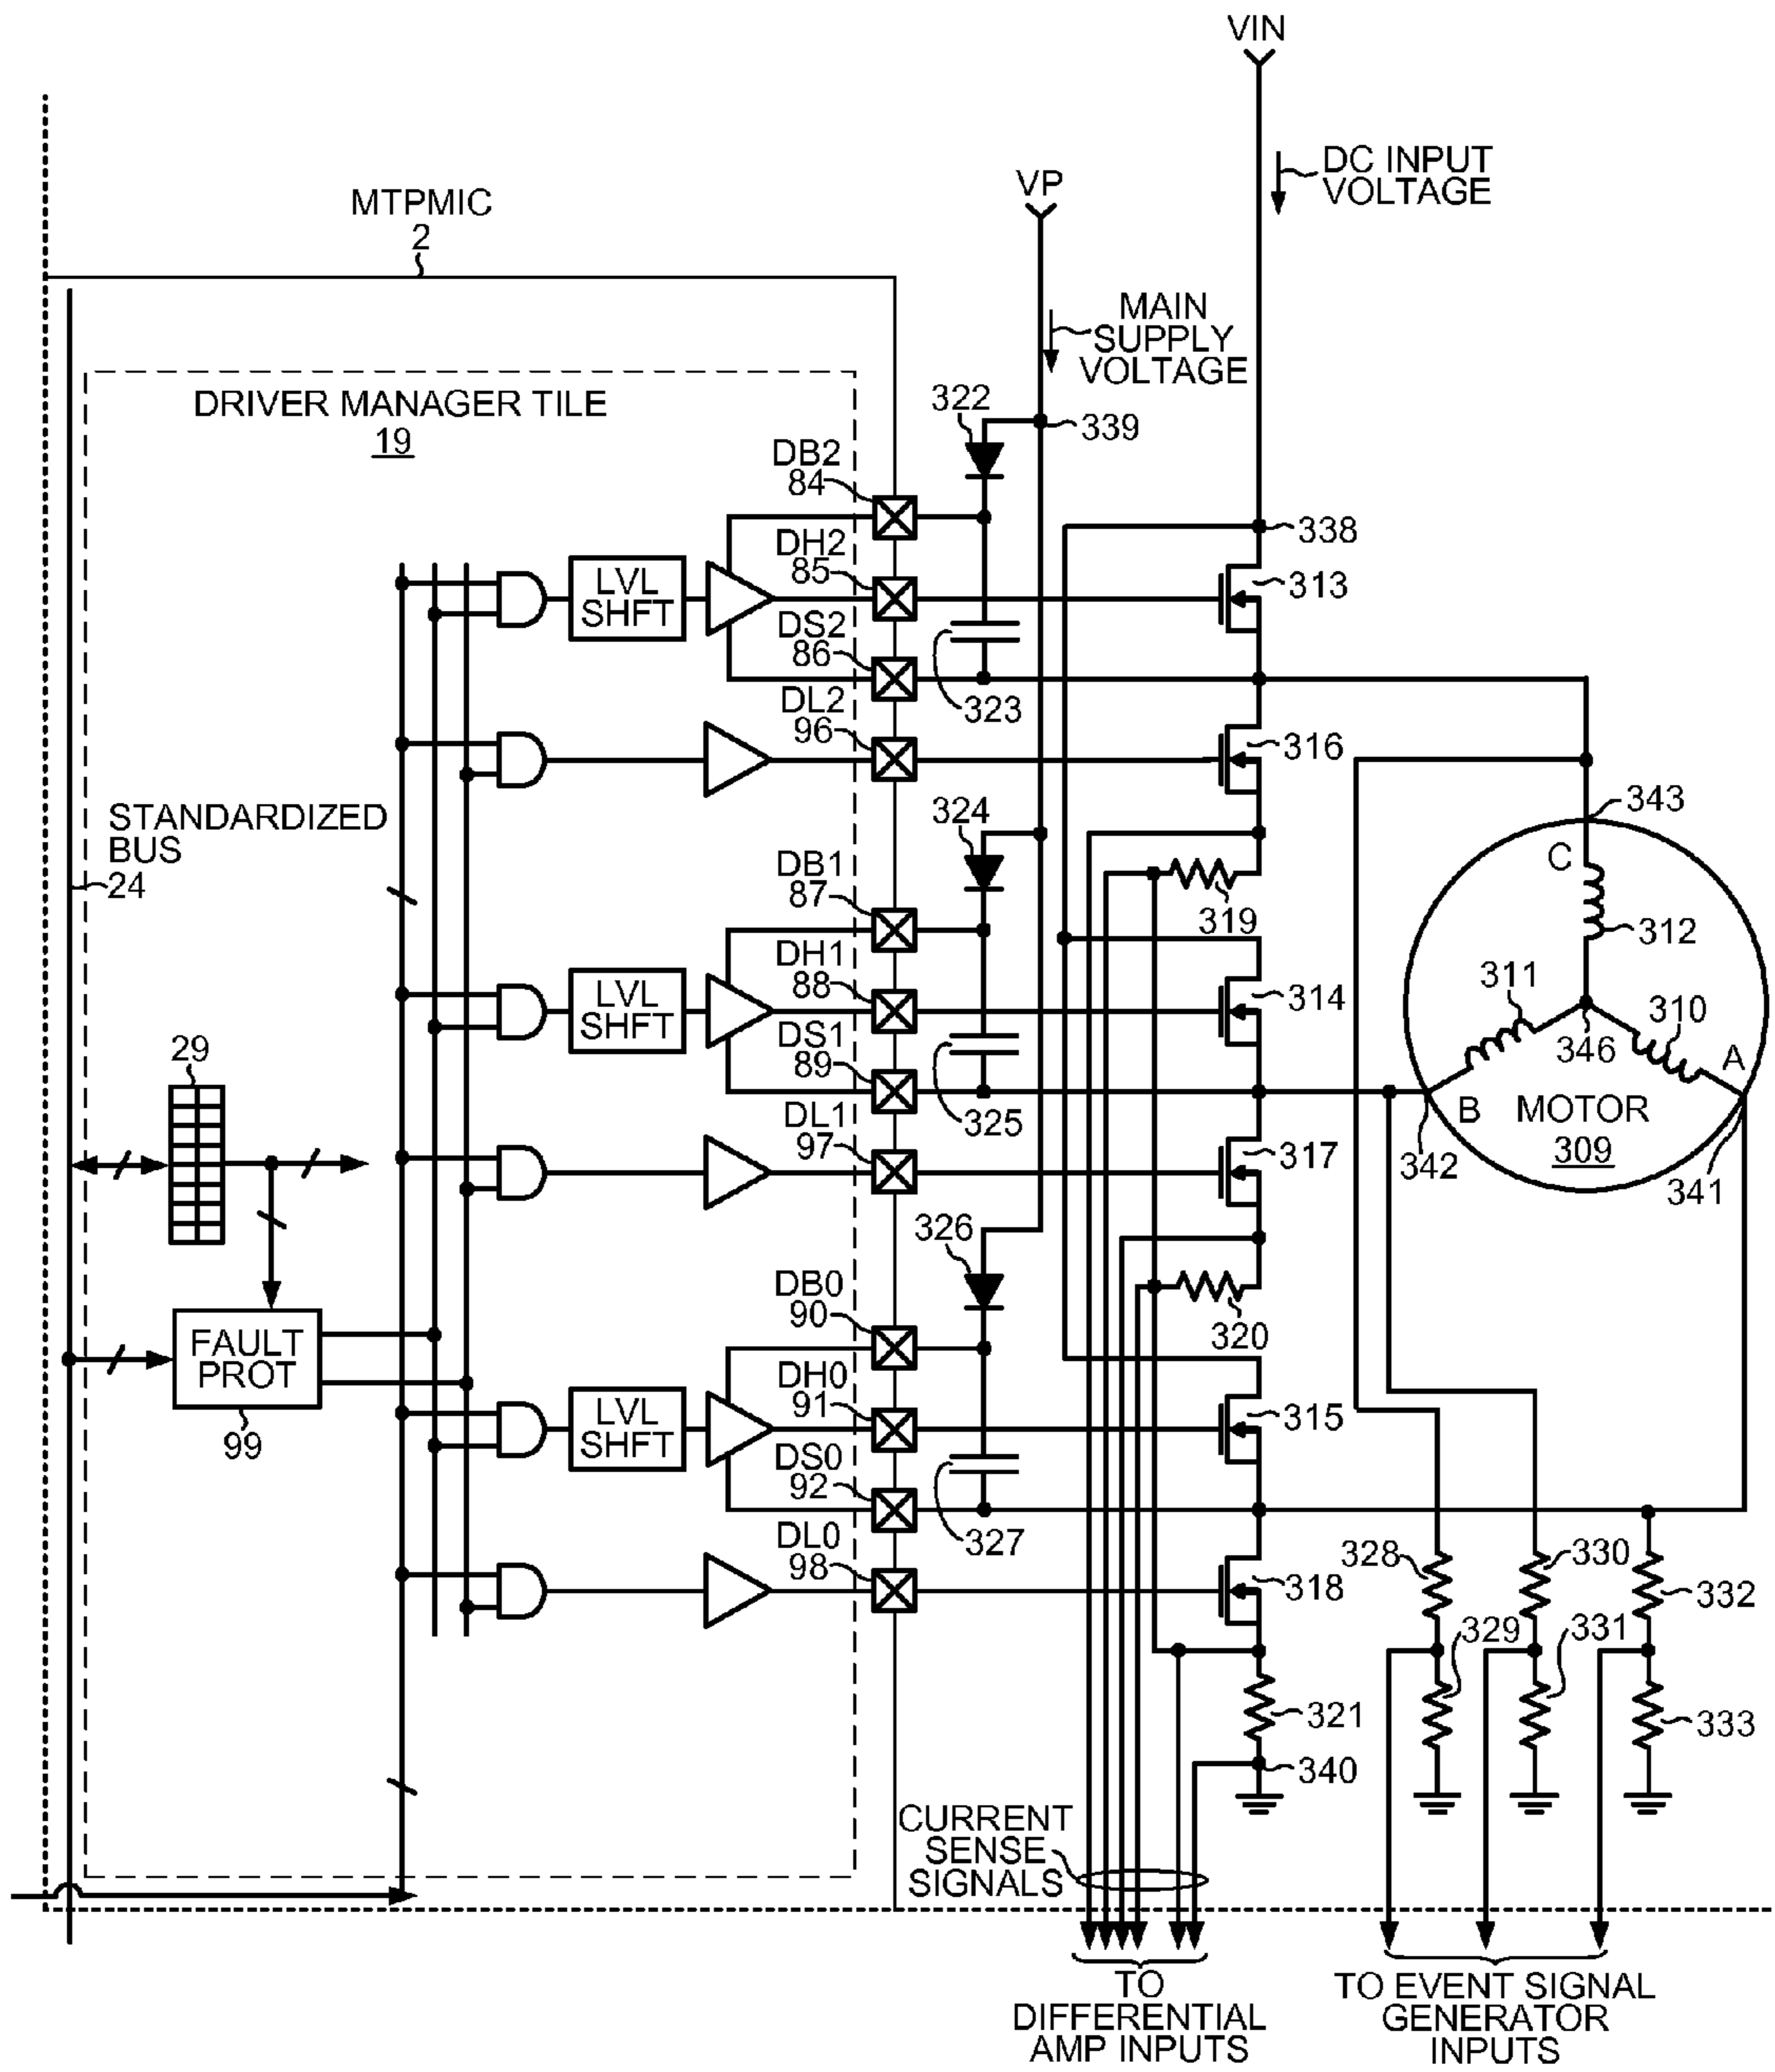 VIN
DC INPUT
VOLTAGE
VP
MTPMIC
2
MAIN
SUPPLY
VOLTAGE
DRIVER MANAGER TILE
19
322
339
DB2
84
338
DH2
85
LVL
SHFT
313
DS2
86
323
DL2
96
316
STANDARDIZED
BUS
24
324
343
C
DB1
87
319
312
DH1
88
LVL
SHFT
314
311
310
346
A
DS1
89
325
B
MOTOR
309
29
DL1
97
317
342
341
326
DB0
90
320
FAULT
PROT
99
DH0
91
LVL
SHFT
315
DS0
92
327
DL0
98
318
328
330
332
329
331
321
333
340
CURRENT
SENSE
SIGNALS
TO
DIFFERENTIAL
AMP INPUTS
TO EVENT SIGNAL
GENERATOR
INPUTS